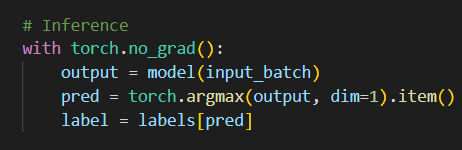 # Inference
with torch.no_grad():
    output = model(input_batch)
    pred = torch.argmax(output, dim=1).item()
    label = labels[pred]